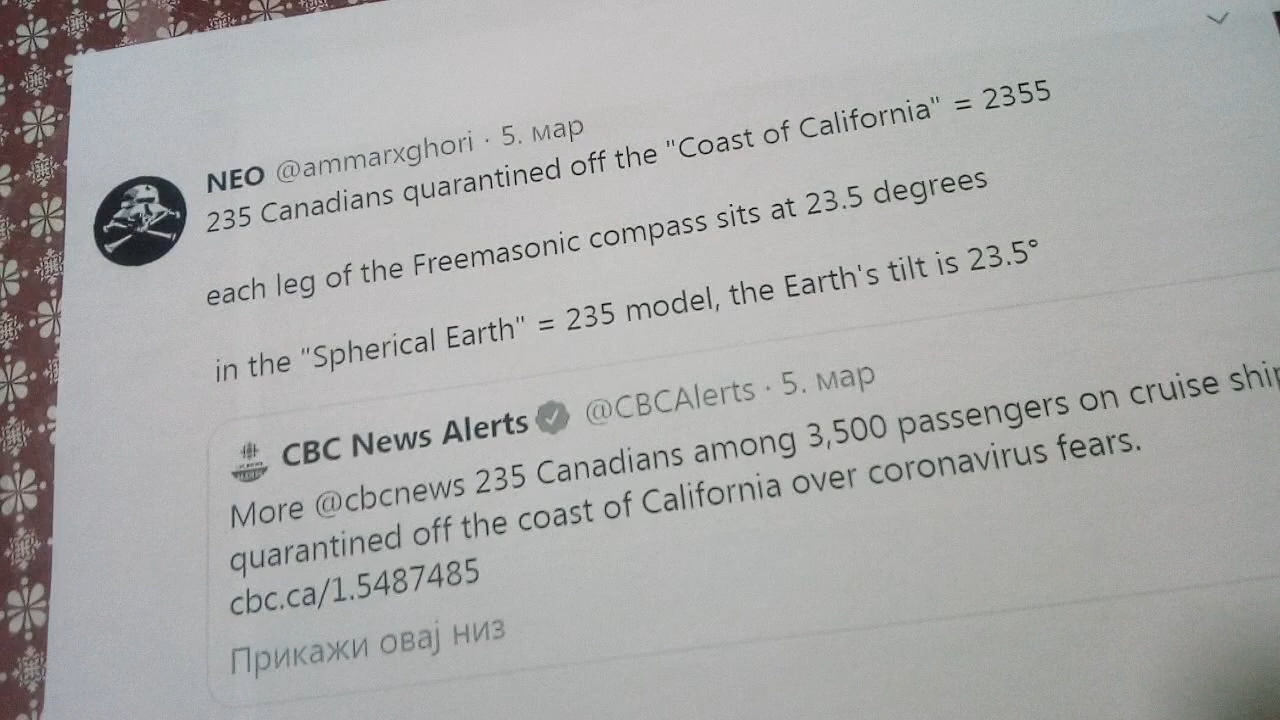 NEO @ammarxghori · 5. мар
235 Canadians quarantined off the "Coast of California" = 2355
each leg of the Freemasonic compass sits at 23.5 degrees
in the "Spherical Earth" = 235 model, the Earth's tilt is 23.5°
CBC News Alerts @CBCAlerts · 5. мар
More @cbcnews 235 Canadians among 3,500 passengers on cruise ship
quarantined off the coast of California over coronavirus fears.
cbc.ca/1.5487485
Прикажи овај низ